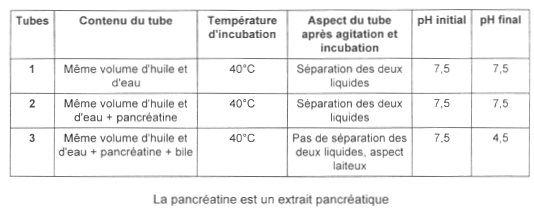 Tubes Contenu du tube Température d'incubation Aspect du tube après agitation et incubation pH initial pH final
1 Même volume d'huile et d'eau 40°C Séparation des deux liquides 7,5 7,5
2 Même volume d'huile et d'eau + pancréatine 40°C Séparation des deux liquides 7,5 7,5
3 Même volume d'huile et d'eau + pancréatine + bile 40°C Pas de séparation des deux liquides, aspect laiteux 7,5 4,5
La pancréatine est un extrait pancréatique